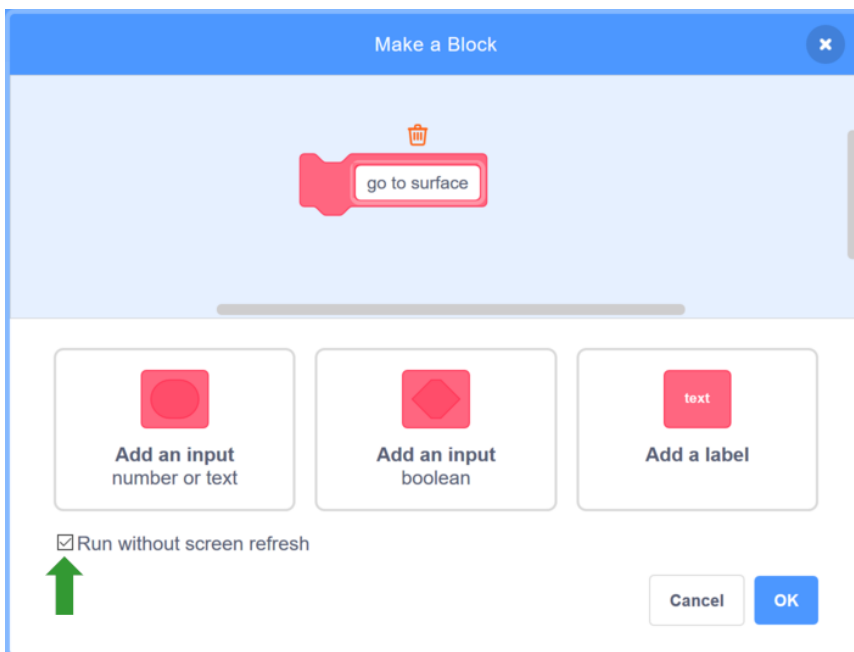 Make a Block
go to surface
text
Add an input
number or text
Add an input
boolean
Add a label
Run without screen refresh
Cancel
OK